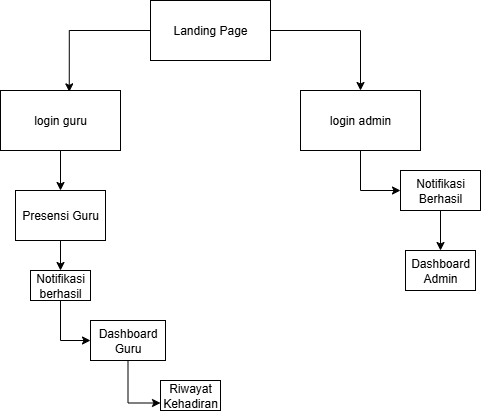 Landing Page
login guru
login admin
Notifikasi
Berhasil
Presensi Guru
Dashboard
Admin
Notifikasi
berhasil
Dashboard
Guru
Riwayat
Kehadiran